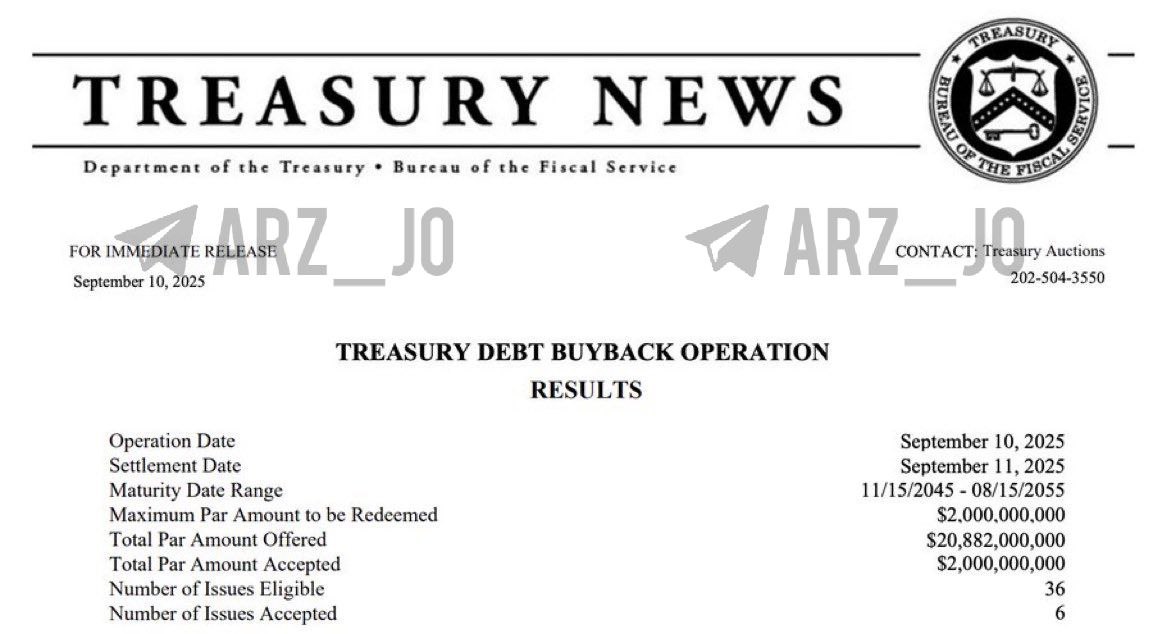 TREASURY NEWS
Department of the Treasury • Bureau of the Fiscal Service
TREASURY
BUREAU OF THE FISCAL SERVICE
ARZ__JO
ARZ__JO
FOR IMMEDIATE RELEASE
CONTACT: Treasury Auctions
September 10, 2025
202-504-3550
TREASURY DEBT BUYBACK OPERATION
RESULTS
Operation Date September 10, 2025
Settlement Date September 11, 2025
Maturity Date Range 11/15/2045 - 08/15/2055
Maximum Par Amount to be Redeemed $2,000,000,000
Total Par Amount Offered $20,882,000,000
Total Par Amount Accepted $2,000,000,000
Number of Issues Eligible 36
Number of Issues Accepted 6